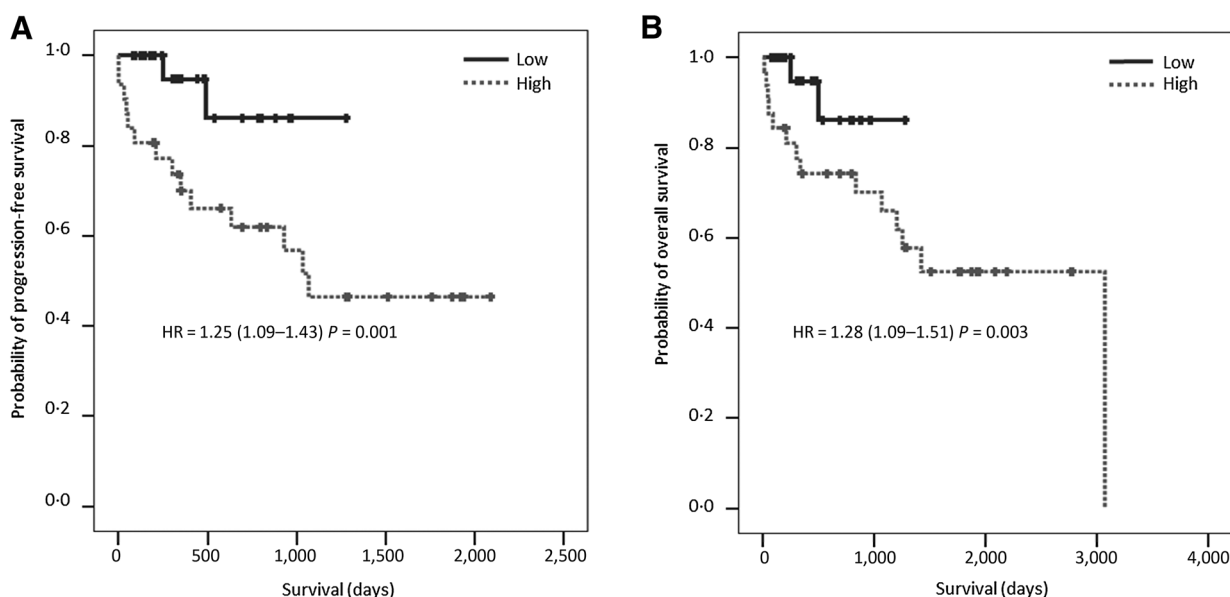 A
Probability of progression-free survival
1·0
0·8
0·6
0·4
0·2
0·0
Low
High
HR = 1.25 (1.09–1.43) P = 0.001
0 500 1,000 1,500 2,000 2,500
Survival (days)
B
Probability of overall survival
1·0
0·8
0·6
0·4
0·2
0·0
Low
High
HR = 1.28 (1.09–1.51) P = 0.003
0 1,000 2,000 3,000 4,000
Survival (days)